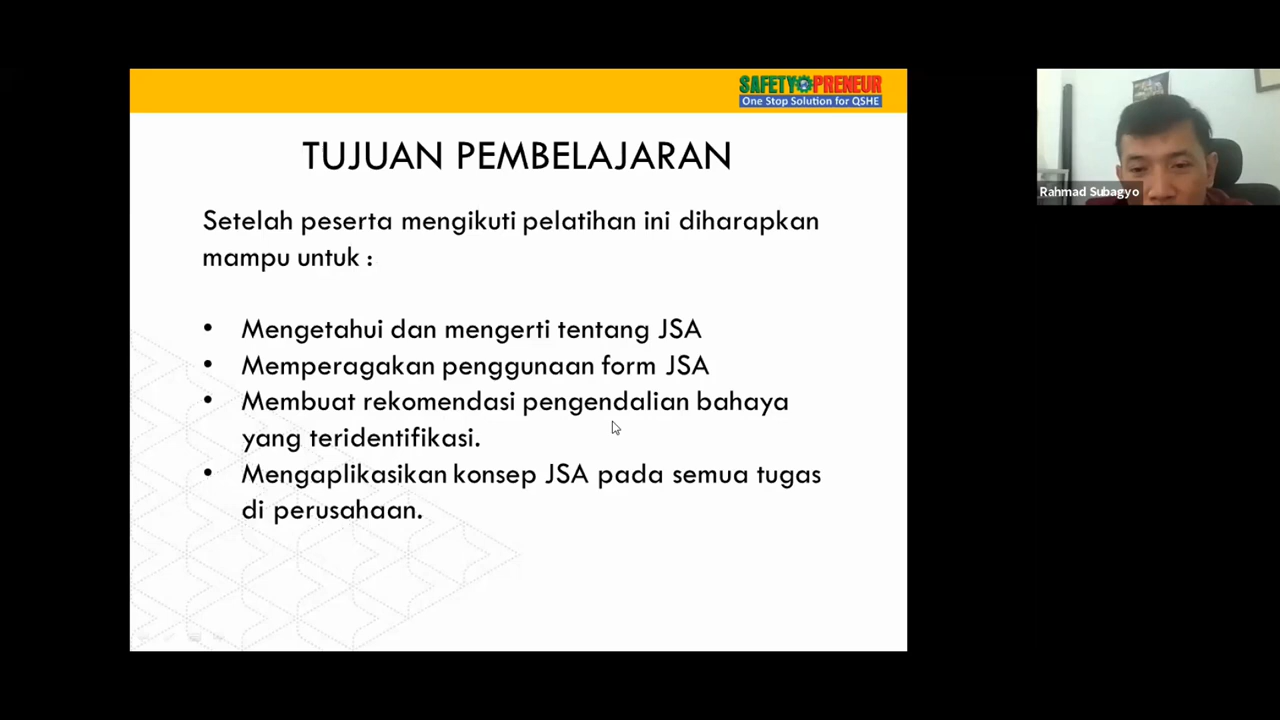 SAFETY PRENEUR
One Stop Solution for QSHE
TUJUAN PEMBELAJARAN
Setelah peserta mengikuti pelatihan ini diharapkan
mampu untuk :
• Mengetahui dan mengerti tentang JSA
• Memperagakan penggunaan form JSA
• Membuat rekomendasi pengendalian bahaya
yang teridentifikasi.
• Mengaplikasikan konsep JSA pada semua tugas
di perusahaan.
Rahmad Subagyo